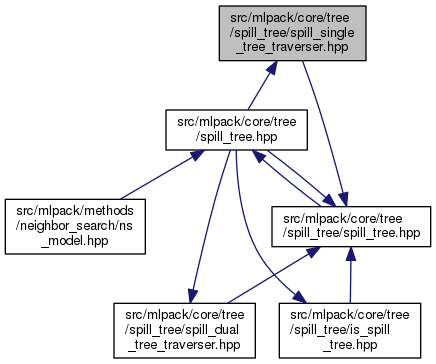 src/mlpack/core/tree
/spill_tree/spill_single
_tree_traverser.hpp
src/mlpack/core/tree
/spill_tree.hpp
src/mlpack/methods
/neighbor_search/ns
_model.hpp
src/mlpack/core/tree
/spill_tree/spill_tree.hpp
src/mlpack/core/tree
/spill_tree/spill_dual
_tree_traverser.hpp
src/mlpack/core/tree
/spill_tree/is_spill
_tree.hpp